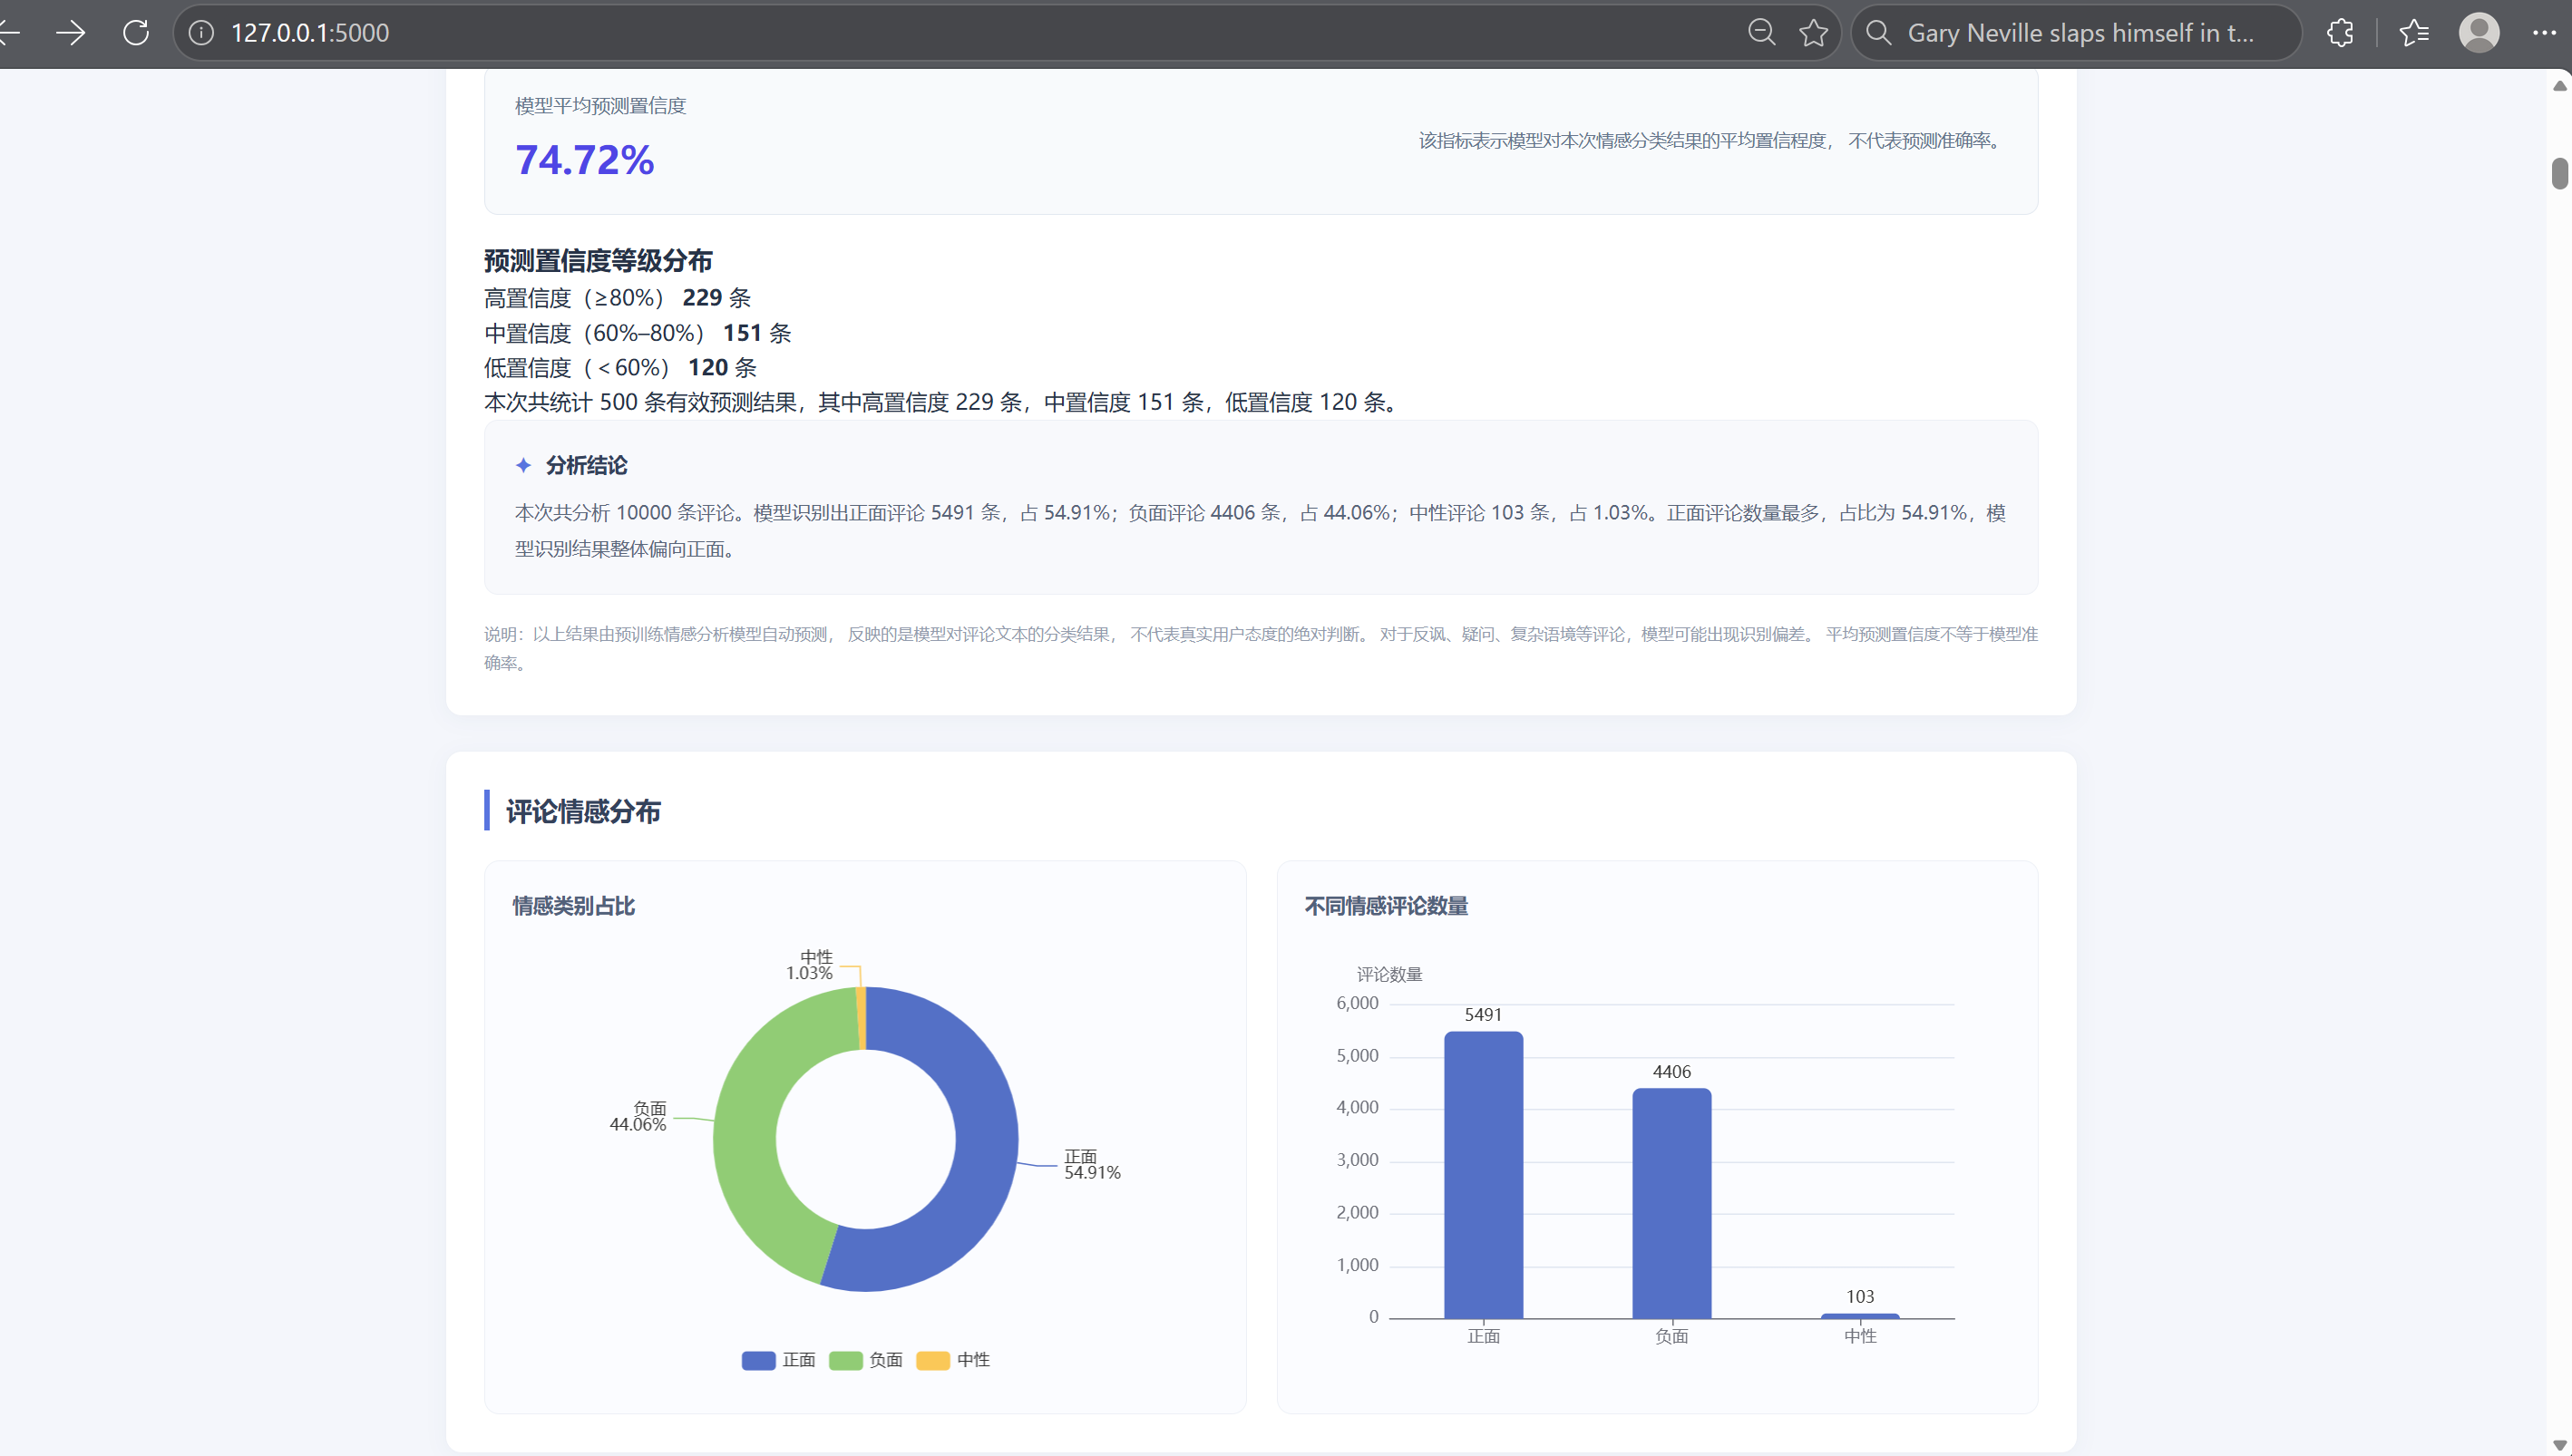 127.0.0.1:5000
Gary Neville slaps himself in t...
模型平均预测置信度
74.72%
该指标表示模型对本次情感分类结果的平均置信程度， 不代表预测准确率。
预测置信度等级分布
高置信度（≥80%） 229 条
中置信度（60%–80%） 151 条
低置信度（＜60%） 120 条
本次共统计 500 条有效预测结果，其中高置信度 229 条，中置信度 151 条，低置信度 120 条。
分析结论
本次共分析 10000 条评论。模型识别出正面评论 5491 条，占 54.91%；负面评论 4406 条，占 44.06%；中性评论 103 条，占 1.03%。正面评论数量最多，占比为 54.91%，模
型识别结果整体偏向正面。
说明：以上结果由预训练情感分析模型自动预测， 反映的是模型对评论文本的分类结果， 不代表真实用户态度的绝对判断。 对于反讽、疑问、复杂语境等评论，模型可能出现识别偏差。 平均预测置信度不等于模型准
确率。
评论情感分布
情感类别占比
中性
1.03%
负面
44.06%
正面
54.91%
正面 负面 中性
不同情感评论数量
评论数量
6,000
5,000
4,000
3,000
2,000
1,000
0
5491
4406
103
正面 负面 中性